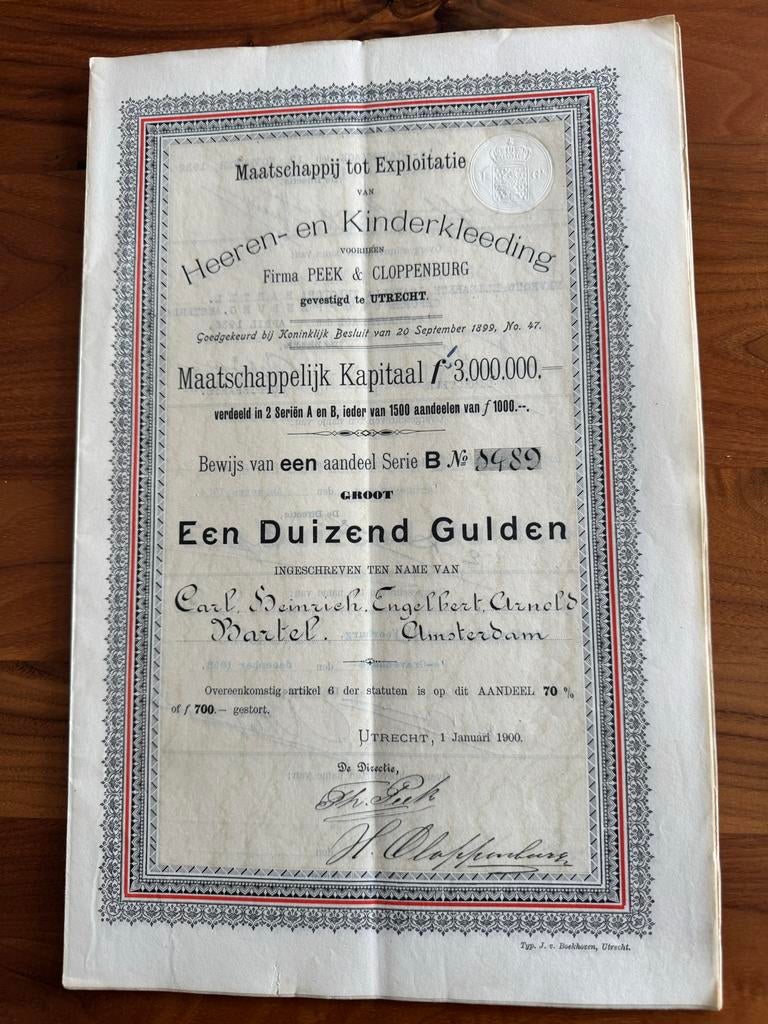 Maatschappij tot Exploitatie
VAN
Heeren- en Kinderkleeding
VOORHEEN
Firma PEEK & CLOPPENBURG
gevestigd te UTRECHT.
Goedgekeurd bij Koninklijk Besluit van 20 September 1899, No. 47.
Maatschappelijk Kapitaal f 3.000.000.—
verdeeld in 2 Seriën A en B, ieder van 1500 aandeelen van f 1000.--.
Bewijs van een aandeel Serie B No
GROOT
Een Duizend Gulden
INGESCHREVEN TEN NAME VAN
Carl, Heinrich, Engelbert, Arnold
Bartel. Amsterdam
Overeenkomstig artikel 6 der statuten is op dit AANDEEL 70 %
of f 700.— gestort.
UTRECHT, 1 Januari 1900.
De Directie,
Ph. Peek
H. Cloppenburg
Typ. J. v. Boekhoven, Utrecht.